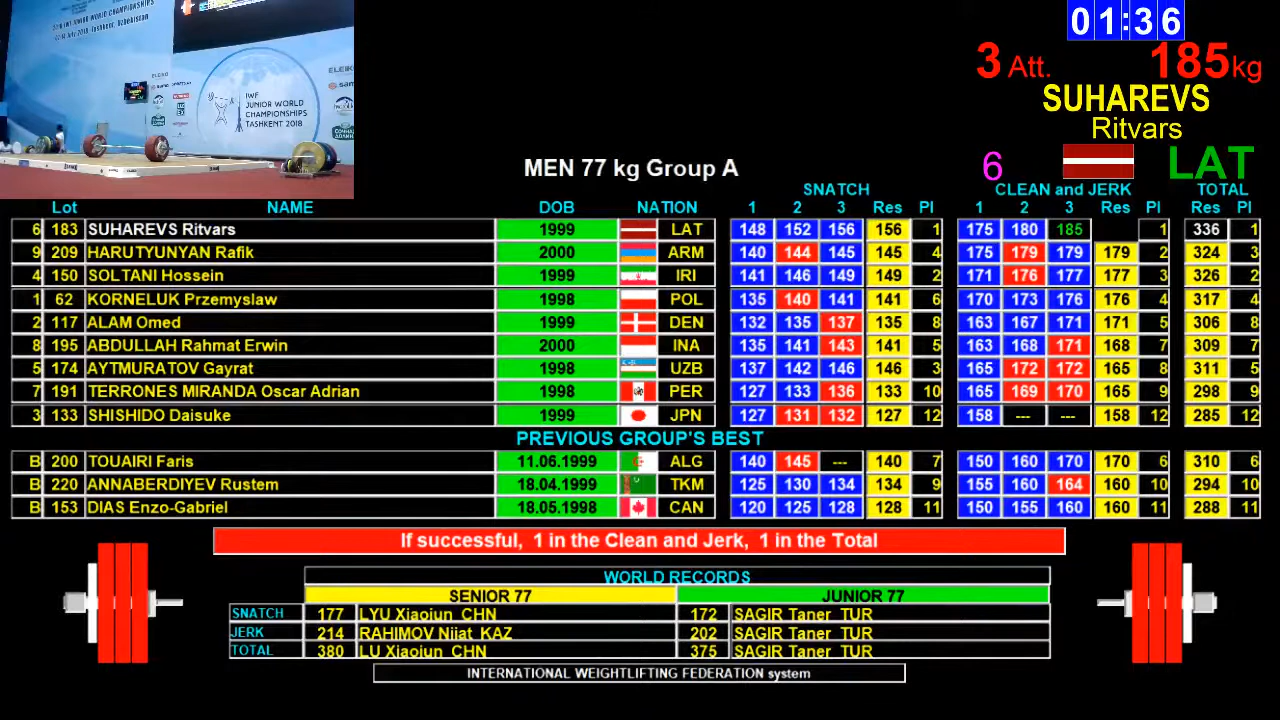 2018 IWF JUNIOR WORLD CHAMPIONSHIPS
IWF
JUNIOR WORLD
CHAMPIONSHIPS
TASHKENT 2018
ELEIKO
01:36
3 Att. 185kg
SUHAREVS
Ritvars
6 LAT
MEN 77 kg Group A
SNATCH CLEAN and JERK TOTAL
Lot NAME DOB NATION 1 2 3 Res Pl 1 2 3 Res Pl Res Pl
6 183 SUHAREVS Ritvars 1999 LAT 148 152 156 156 1 175 180 185 1 336 1
9 209 HARUTYUNYAN Rafik 2000 ARM 140 144 145 145 4 175 179 179 179 2 324 3
4 150 SOLTANI Hossein 1999 IRI 141 146 149 149 2 171 176 177 177 3 326 2
1 62 KORNELUK Przemyslaw 1998 POL 135 140 141 141 6 170 173 176 176 4 317 4
2 117 ALAM Omed 1999 DEN 132 135 137 135 8 163 167 171 171 5 306 8
8 195 ABDULLAH Rahmat Erwin 2000 INA 135 141 143 141 5 163 168 171 168 7 309 7
5 174 AYTMURATOV Gayrat 1998 UZB 137 142 146 146 3 165 172 172 165 8 311 5
7 191 TERRONES MIRANDA Oscar Adrian 1998 PER 127 133 136 133 10 165 169 170 165 9 298 9
3 133 SHISHIDO Daisuke 1999 JPN 127 131 132 127 12 158 --- --- 158 12 285 12
PREVIOUS GROUP'S BEST
B 200 TOUAIRI Faris 11.06.1999 ALG 140 145 --- 140 7 150 160 170 170 6 310 6
B 220 ANNABERDIYEV Rustem 18.04.1999 TKM 125 130 134 134 9 155 160 164 160 10 294 10
B 153 DIAS Enzo-Gabriel 18.05.1998 CAN 120 125 128 128 11 150 155 160 160 11 288 11
If successful, 1 in the Clean and Jerk, 1 in the Total
WORLD RECORDS
SENIOR 77 JUNIOR 77
SNATCH 177 LYU Xiaojun CHN 172 SAGIR Taner TUR
JERK 214 RAHIMOV Nijat KAZ 202 SAGIR Taner TUR
TOTAL 380 LU Xiaojun CHN 375 SAGIR Taner TUR
INTERNATIONAL WEIGHTLIFTING FEDERATION system